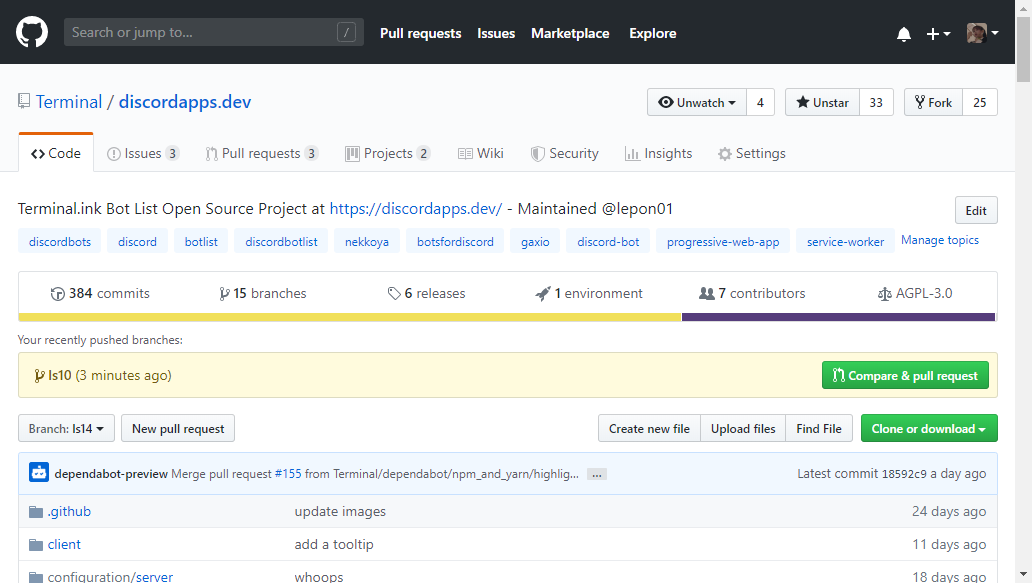 Search or jump to... / Pull requests Issues Marketplace Explore
Terminal / discordapps.dev Unwatch 4 Unstar 33 Fork 25
Code Issues 3 Pull requests 3 Projects 2 Wiki Security Insights Settings
Terminal.ink Bot List Open Source Project at https://discordapps.dev/ - Maintained @lepon01 Edit
discordbots discord botlist discordbotlist nekkoya botsfordiscord gaxio discord-bot progressive-web-app service-worker Manage topics
384 commits 15 branches 6 releases 1 environment 7 contributors AGPL-3.0
Your recently pushed branches:
ls10 (3 minutes ago) Compare & pull request
Branch: ls14 New pull request Create new file Upload files Find File Clone or download
dependabot-preview Merge pull request #155 from Terminal/dependabot/npm_and_yarn/highlig... ... Latest commit 18592c9 a day ago
.github update images 24 days ago
client add a tooltip 11 days ago
configuration/server whoops 18 days ago